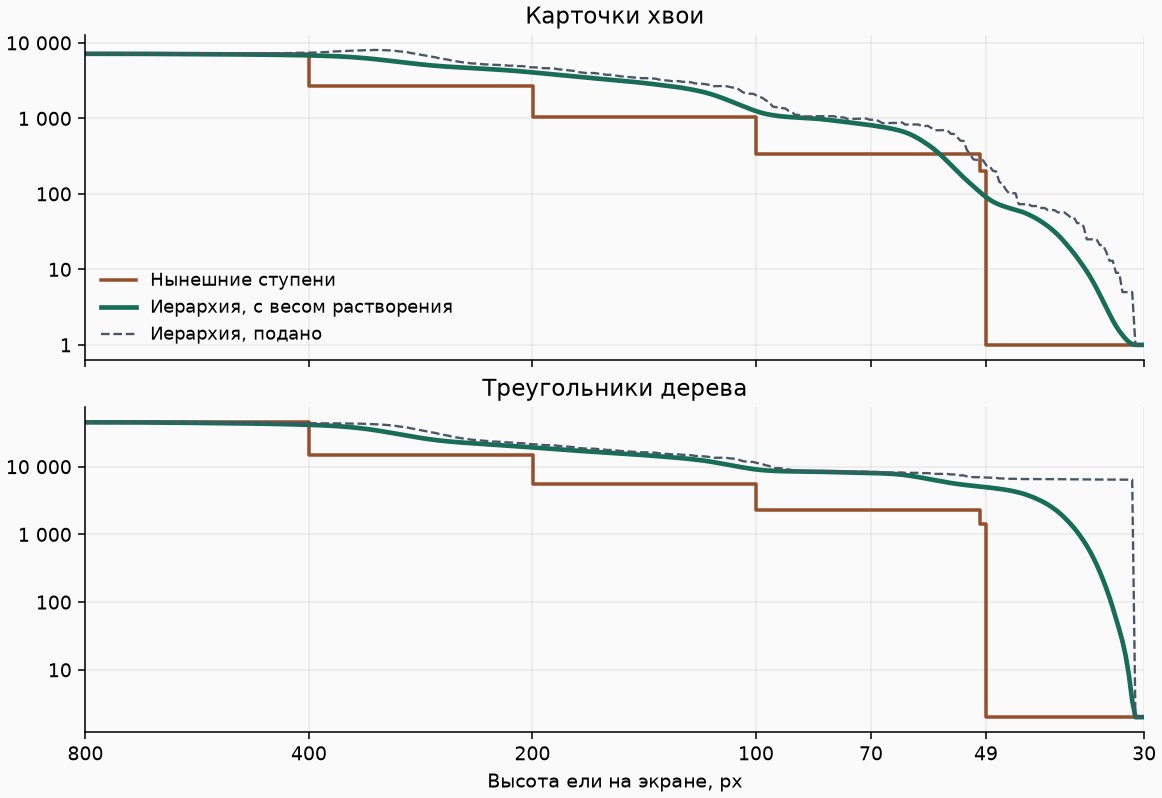 Карточки хвои
10 000
1 000
100
10
1
Нынешние ступени
Иерархия, с весом растворения
Иерархия, подано
Треугольники дерева
10 000
1 000
100
10
800 400 200 100 70 49 30
Высота ели на экране, px